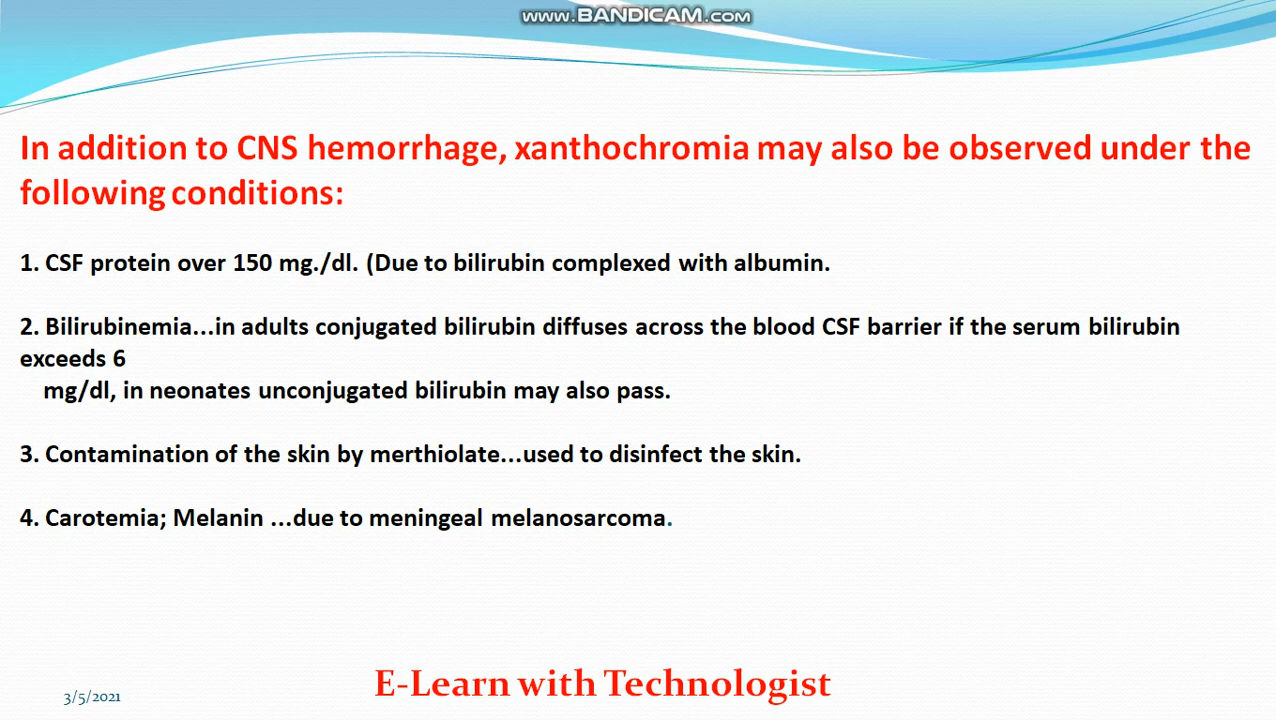 www.BANDICAM.com
In addition to CNS hemorrhage, xanthochromia may also be observed under the
following conditions:
1. CSF protein over 150 mg./dl. (Due to bilirubin complexed with albumin.
2. Bilirubinemia...in adults conjugated bilirubin diffuses across the blood CSF barrier if the serum bilirubin
exceeds 6
mg/dl, in neonates unconjugated bilirubin may also pass.
3. Contamination of the skin by merthiolate...used to disinfect the skin.
4. Carotemia; Melanin ...due to meningeal melanosarcoma.
E-Learn with Technologist
3/5/2021